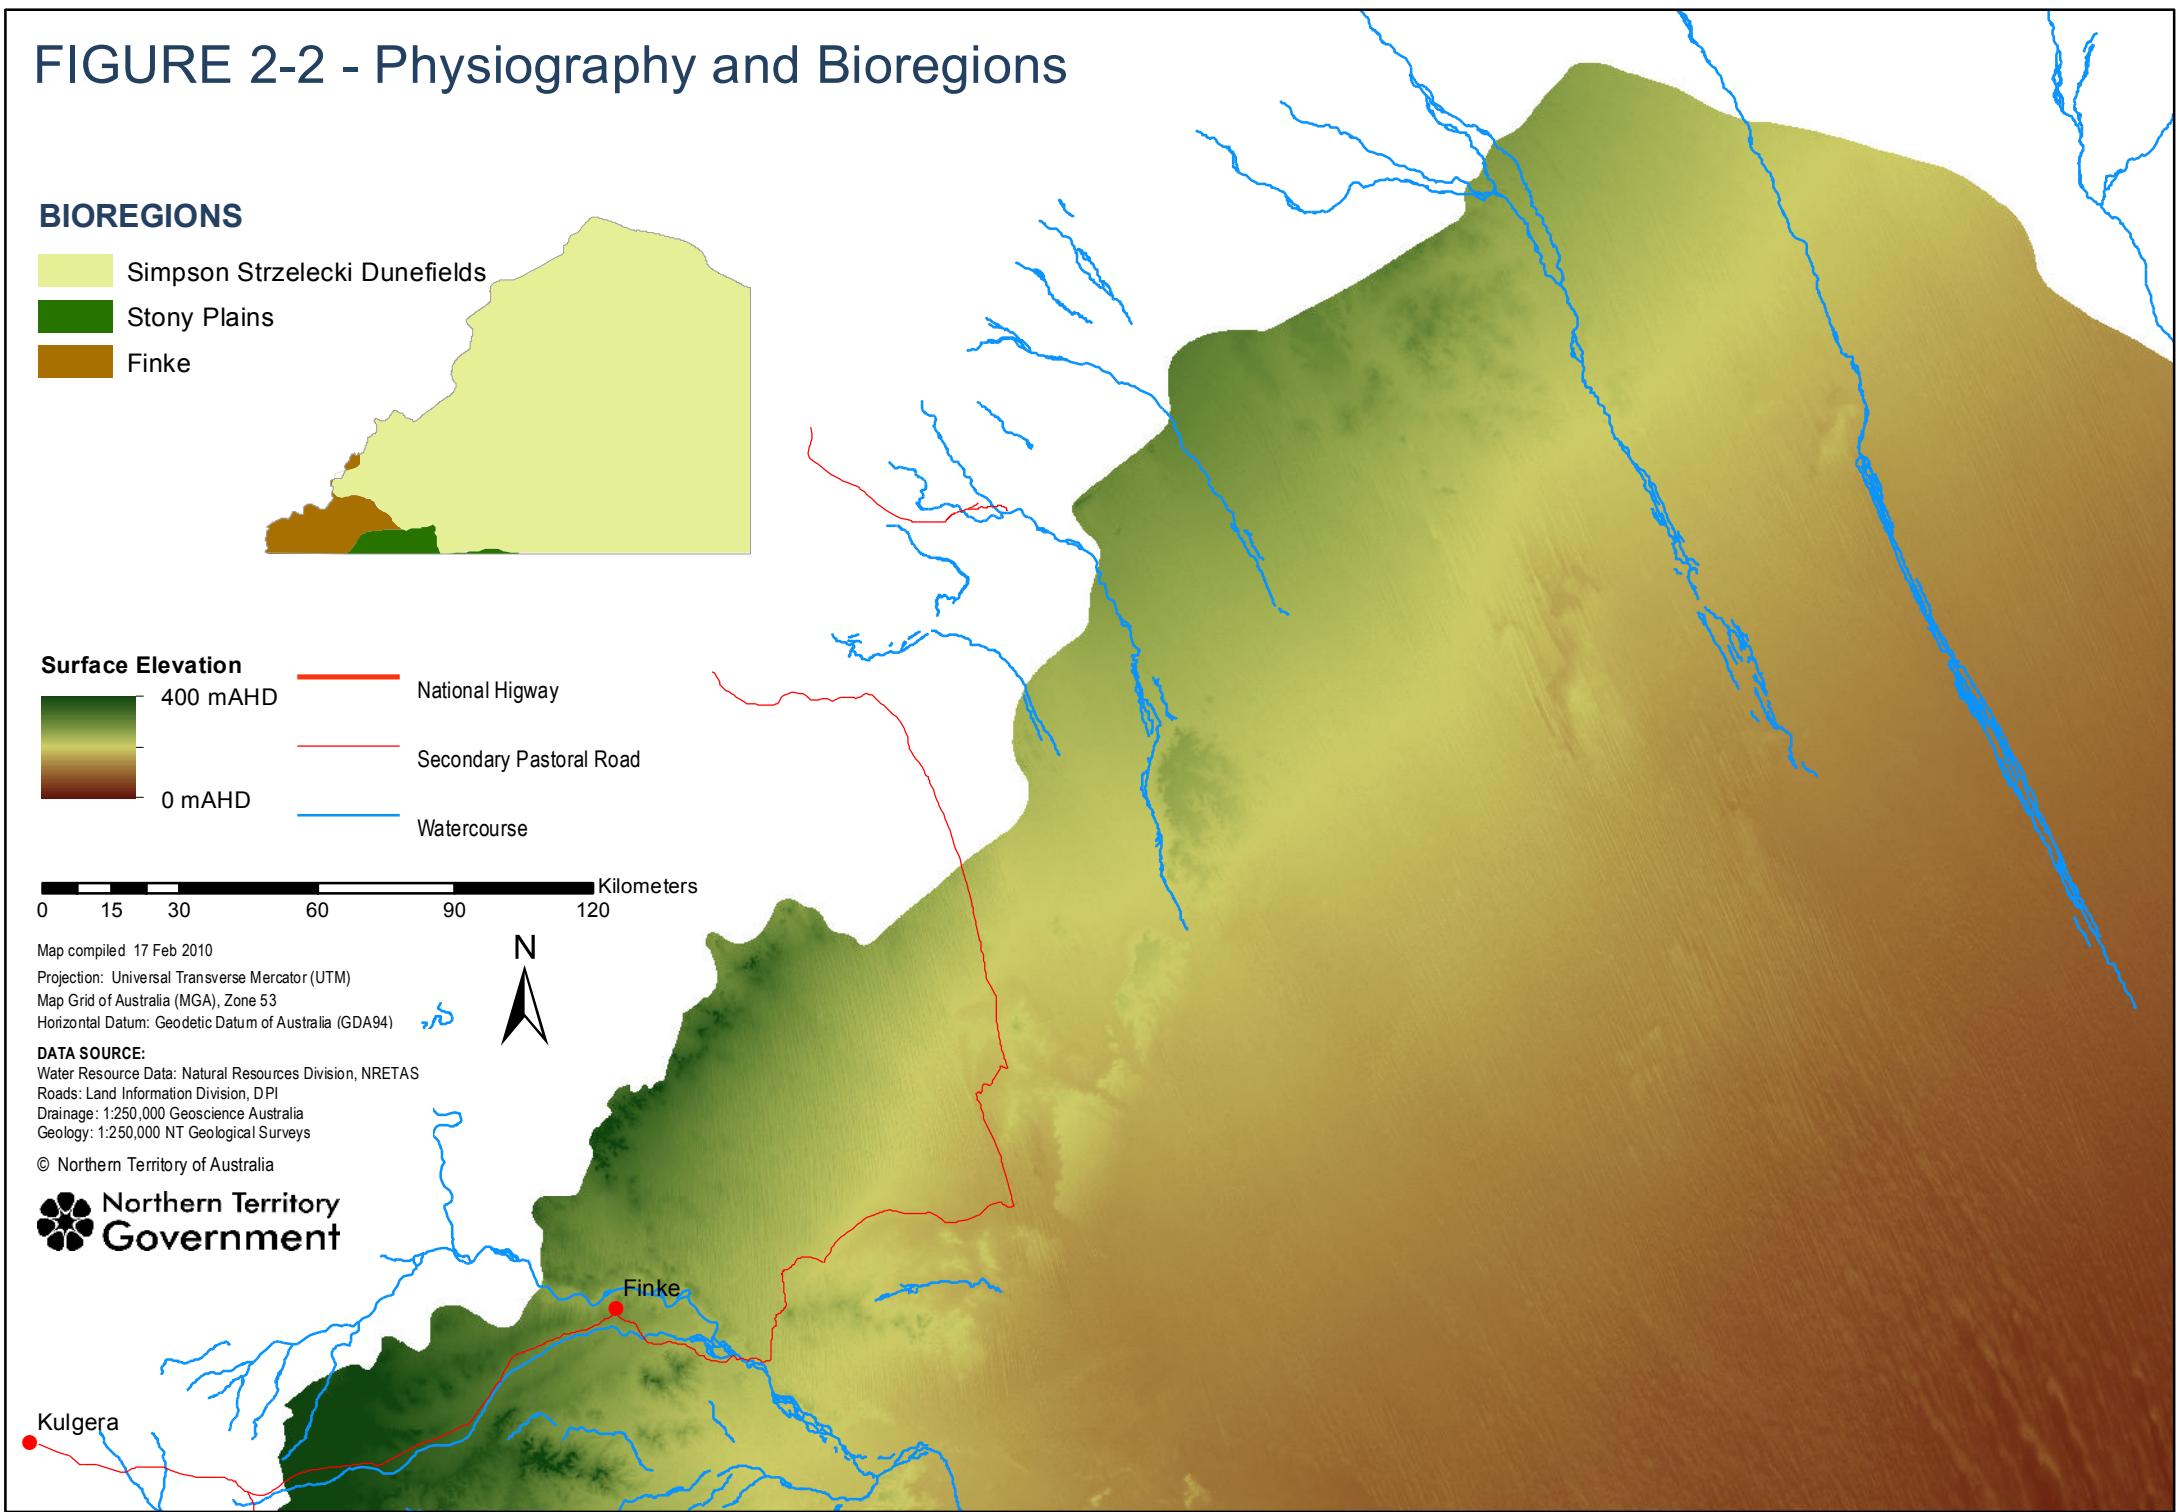 FIGURE 2-2 - Physiography and Bioregions
BIOREGIONS
Simpson Strzelecki Dunefields
Stony Plains
Finke
Surface Elevation
400 mAHD
0 mAHD
National Higway
Secondary Pastoral Road
Watercourse
Kilometers
0 15 30 60 90 120
Map compiled 17 Feb 2010
Projection: Universal Transverse Mercator (UTM)
Map Grid of Australia (MGA), Zone 53
Horizontal Datum: Geodetic Datum of Australia (GDA94)
N
DATA SOURCE:
Water Resource Data: Natural Resources Division, NRETAS
Roads: Land Information Division, DPI
Drainage: 1:250,000 Geoscience Australia
Geology: 1:250,000 NT Geological Surveys
© Northern Territory of Australia
Northern Territory
Government
Finke
Kulgera